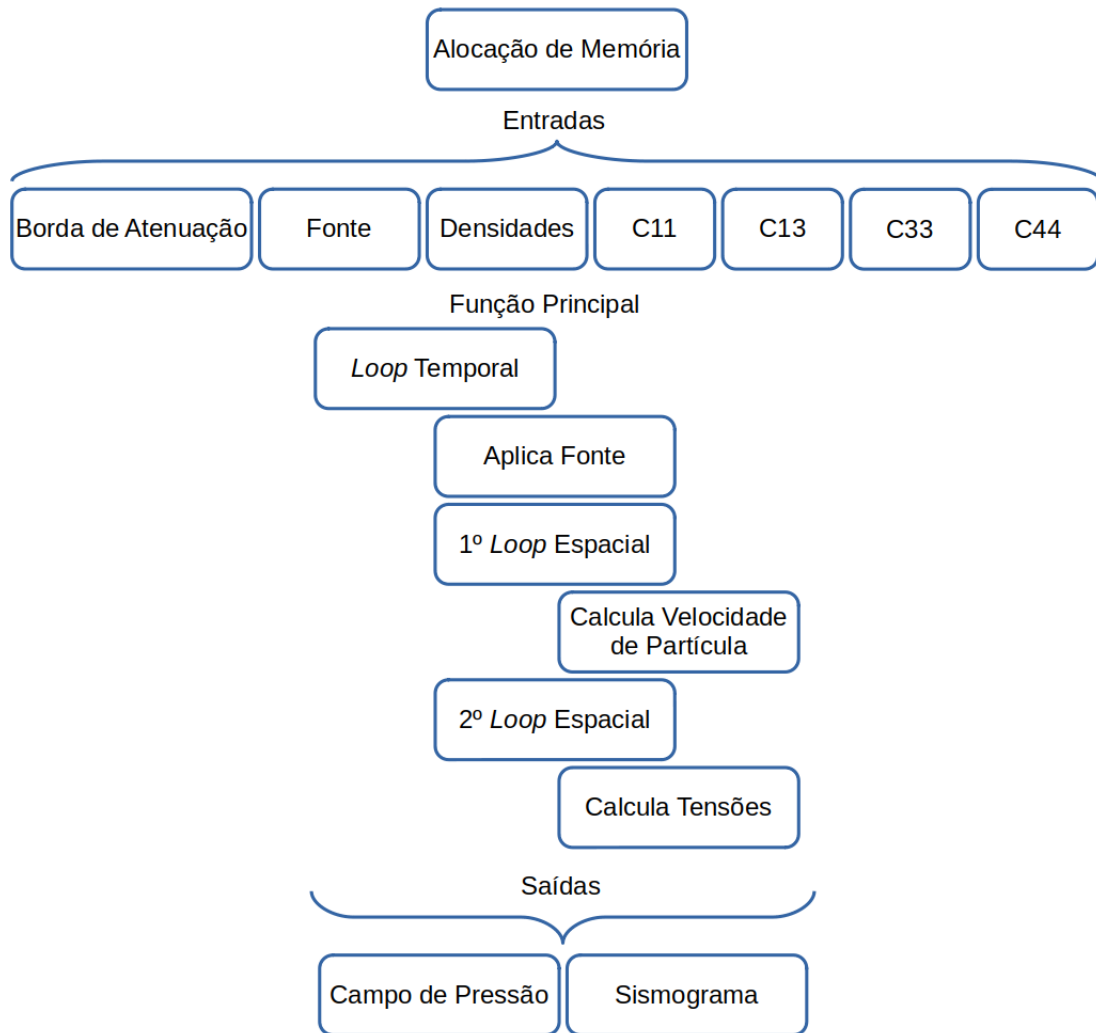 Alocação de Memória
Entradas
Borda de Atenuação
Fonte
Densidades
C11
C13
C33
C44
Função Principal
Loop Temporal
Aplica Fonte
1º Loop Espacial
Calcula Velocidade
de Partícula
2º Loop Espacial
Calcula Tensões
Saídas
Campo de Pressão
Sismograma